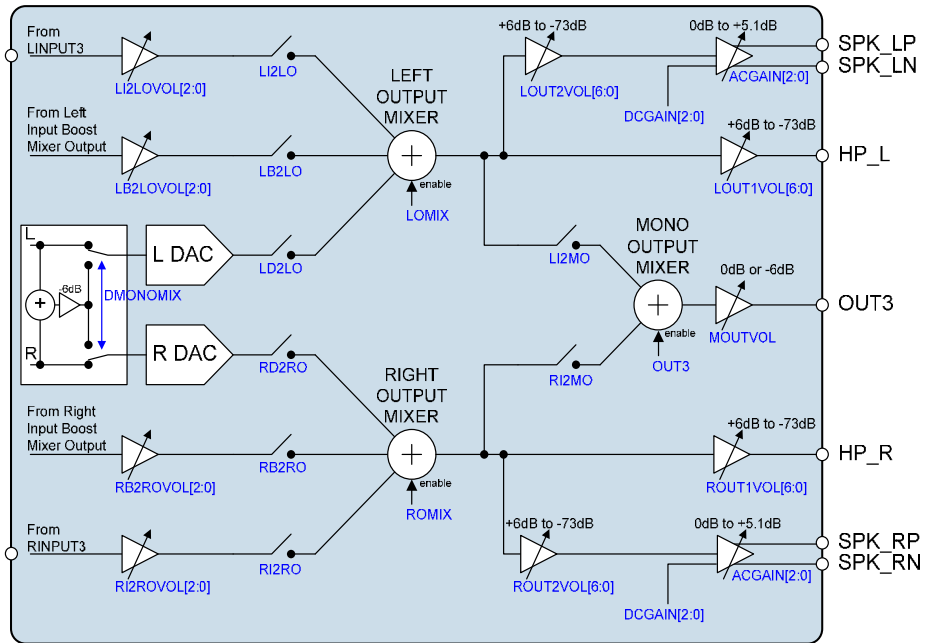 From
LINPUT3
LI2LOVOL[2:0]
LI2LO
LEFT
OUTPUT
MIXER
+6dB to -73dB
LOUT2VOL[6:0]
0dB to +5.1dB
ACGAIN[2:0]
DCGAIN[2:0]
SPK_LP
SPK_LN
From Left
Input Boost
Mixer Output
LB2LOVOL[2:0]
LB2LO
+
enable
LOMIX
+6dB to -73dB
LOUT1VOL[6:0]
HP_L
L
R
+
-6dB
DMONOMIX
L DAC
LD2LO
R DAC
RD2RO
LI2MO
MONO
OUTPUT
MIXER
+
enable
OUT3
RI2MO
0dB or -6dB
MOUTVOL
OUT3
RIGHT
OUTPUT
MIXER
+
enable
ROMIX
From Right
Input Boost
Mixer Output
RB2ROVOL[2:0]
RB2RO
+6dB to -73dB
ROUT1VOL[6:0]
HP_R
From
RINPUT3
RI2ROVOL[2:0]
RI2RO
+6dB to -73dB
ROUT2VOL[6:0]
0dB to +5.1dB
ACGAIN[2:0]
DCGAIN[2:0]
SPK_RP
SPK_RN